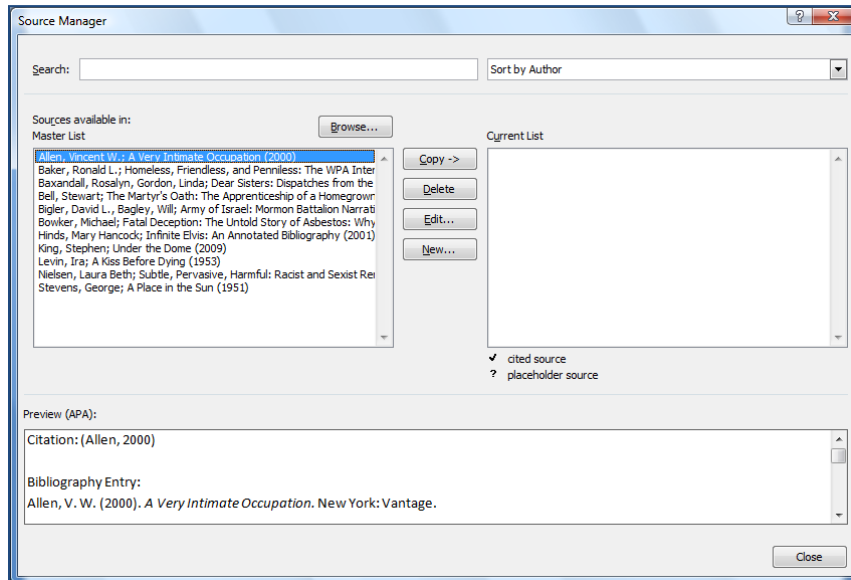 Source Manager
Search:
Sort by Author
Sources available in:
Master List
Browse...
Current List
Allen, Vincent W.; A Very Intimate Occupation (2000)
Baker, Ronald L.; Homeless, Friendless, and Penniless: The WPA Inter
Baxandall, Rosalyn, Gordon, Linda; Dear Sisters: Dispatches from the
Bell, Stewart; The Martyr's Oath: The Apprenticeship of a Homegrown
Bigler, David L., Bagley, Will; Army of Israel: Mormon Battalion Narrati
Bowker, Michael; Fatal Deception: The Untold Story of Asbestos: Why
Hinds, Mary Hancock; Infinite Elvis: An Annotated Bibliography (2001)
King, Stephen; Under the Dome (2009)
Levin, Ira; A Kiss Before Dying (1953)
Nielsen, Laura Beth; Subtle, Pervasive, Harmful: Racist and Sexist Rem
Stevens, George; A Place in the Sun (1951)
Copy ->
Delete
Edit...
New...
✓ cited source
? placeholder source
Preview (APA):
Citation: (Allen, 2000)
Bibliography Entry:
Allen, V. W. (2000). A Very Intimate Occupation. New York: Vantage.
Close